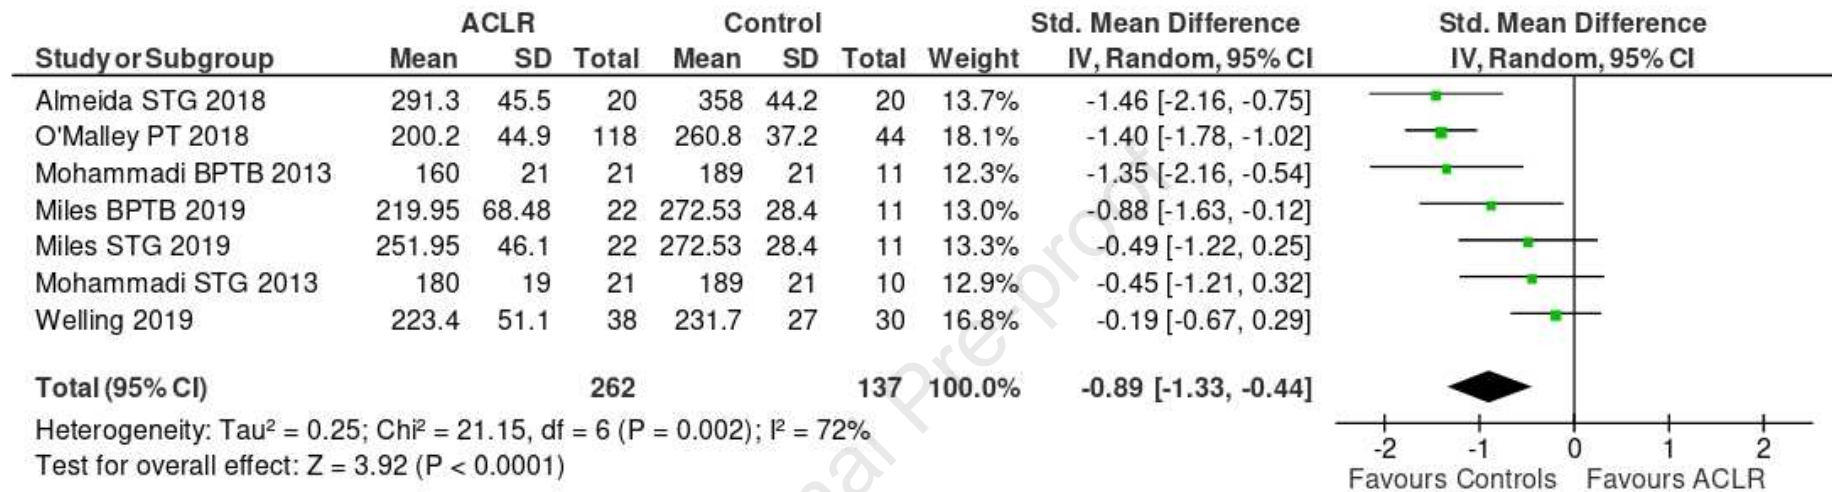 ACLR Control Std. Mean Difference Std. Mean Difference
Study or Subgroup Mean SD Total Mean SD Total Weight IV, Random, 95% CI IV, Random, 95% CI
Almeida STG 2018 291.3 45.5 20 358 44.2 20 13.7% -1.46 [-2.16, -0.75]
O'Malley PT 2018 200.2 44.9 118 260.8 37.2 44 18.1% -1.40 [-1.78, -1.02]
Mohammadi BPTB 2013 160 21 21 189 21 11 12.3% -1.35 [-2.16, -0.54]
Miles BPTB 2019 219.95 68.48 22 272.53 28.4 11 13.0% -0.88 [-1.63, -0.12]
Miles STG 2019 251.95 46.1 22 272.53 28.4 11 13.3% -0.49 [-1.22, 0.25]
Mohammadi STG 2013 180 19 21 189 21 10 12.9% -0.45 [-1.21, 0.32]
Welling 2019 223.4 51.1 38 231.7 27 30 16.8% -0.19 [-0.67, 0.29]
Total (95% CI) 262 137 100.0% -0.89 [-1.33, -0.44]
Heterogeneity: Tau² = 0.25; Chi² = 21.15, df = 6 (P = 0.002); I² = 72%
Test for overall effect: Z = 3.92 (P < 0.0001)
-2 -1 0 1 2
Favours Controls Favours ACLR
nal Pre-proof